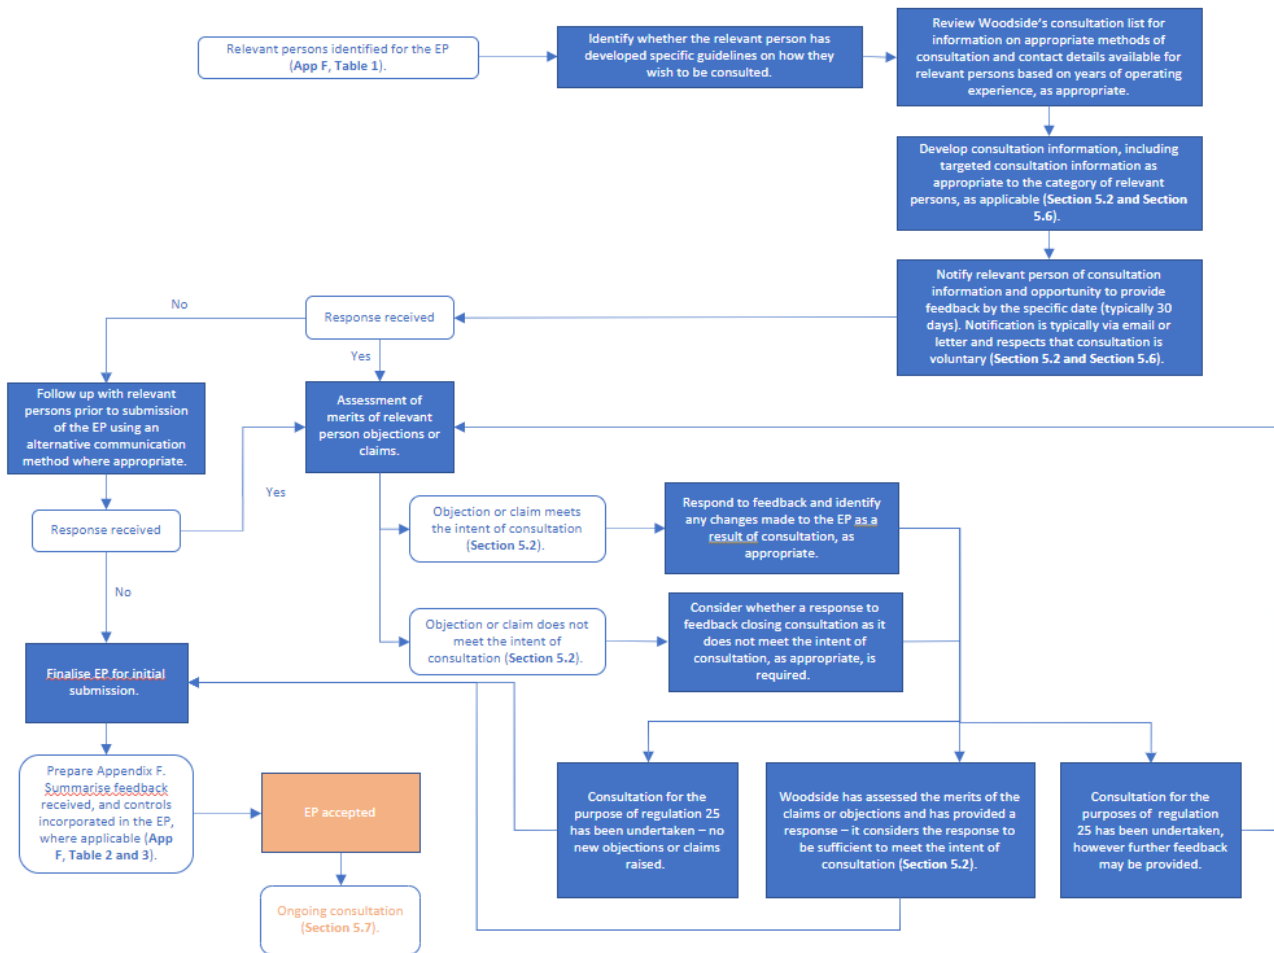 Relevant persons identified for the EP
(App F, Table 1).
Identify whether the relevant person has
developed specific guidelines on how they
wish to be consulted.
Review Woodside's consultation list for
information on appropriate methods of
consultation and contact details available for
relevant persons based on years of operating
experience, as appropriate.
Develop consultation information, including
targeted consultation information as
appropriate to the category of relevant
persons, as applicable (Section 5.2 and Section
5.6).
Notify relevant person of consultation
information and opportunity to provide
feedback by the specific date (typically 30
days). Notification is typically via email or
letter and respects that consultation is
voluntary (Section 5.2 and Section 5.6).
Response received
No
Yes
Follow up with relevant
persons prior to submission
of the EP using an
alternative communication
method where appropriate.
Assessment of
merits of relevant
person objections or
claims.
Response received
Yes
No
Objection or claim meets
the intent of consultation
(Section 5.2).
Respond to feedback and identify
any changes made to the EP as a
result of consultation, as
appropriate.
Objection or claim does not
meet the intent of
consultation (Section 5.2).
Consider whether a response to
feedback closing consultation as it
does not meet the intent of
consultation, as appropriate, is
required.
Finalise EP for initial
submission.
Prepare Appendix F.
Summarise feedback
received, and controls
incorporated in the EP,
where applicable (App
F, Table 2 and 3).
EP accepted
Ongoing consultation
(Section 5.7).
Consultation for the
purpose of regulation 25
has been undertaken – no
new objections or claims
raised.
Woodside has assessed the merits of the
claims or objections and has provided a
response – it considers the response to
be sufficient to meet the intent of
consultation (Section 5.2).
Consultation for the
purposes of regulation
25 has been undertaken,
however further feedback
may be provided.